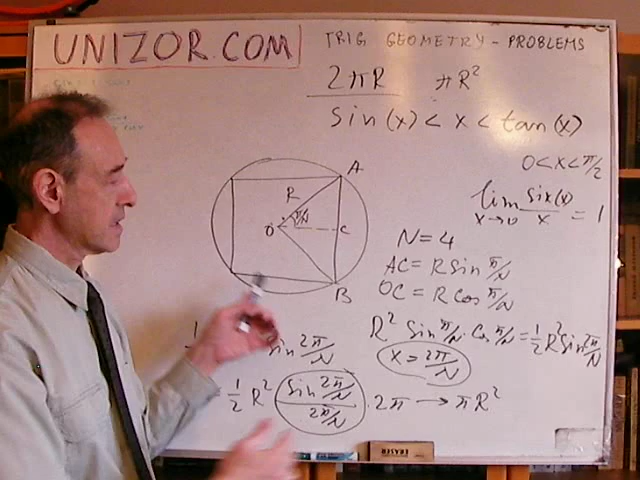 UNIZOR.COM
TRIG GEOMETRY - PROBLEMS
2πR πR²
sin(x) < x < tan(x)
0<x<π/2
lim six(x)/x = 1
x→0
A
R
π/N
O
C
B
N=4
AC = R sin π/N
OC = R cos π/N
R² sin π/N · cos π/N = 1/2 R² sin 2π/N
x = 2π/N
sin 2π/N
= 1/2 R² (sin 2π/N)/(2π/N) · 2π → πR²
ERASER